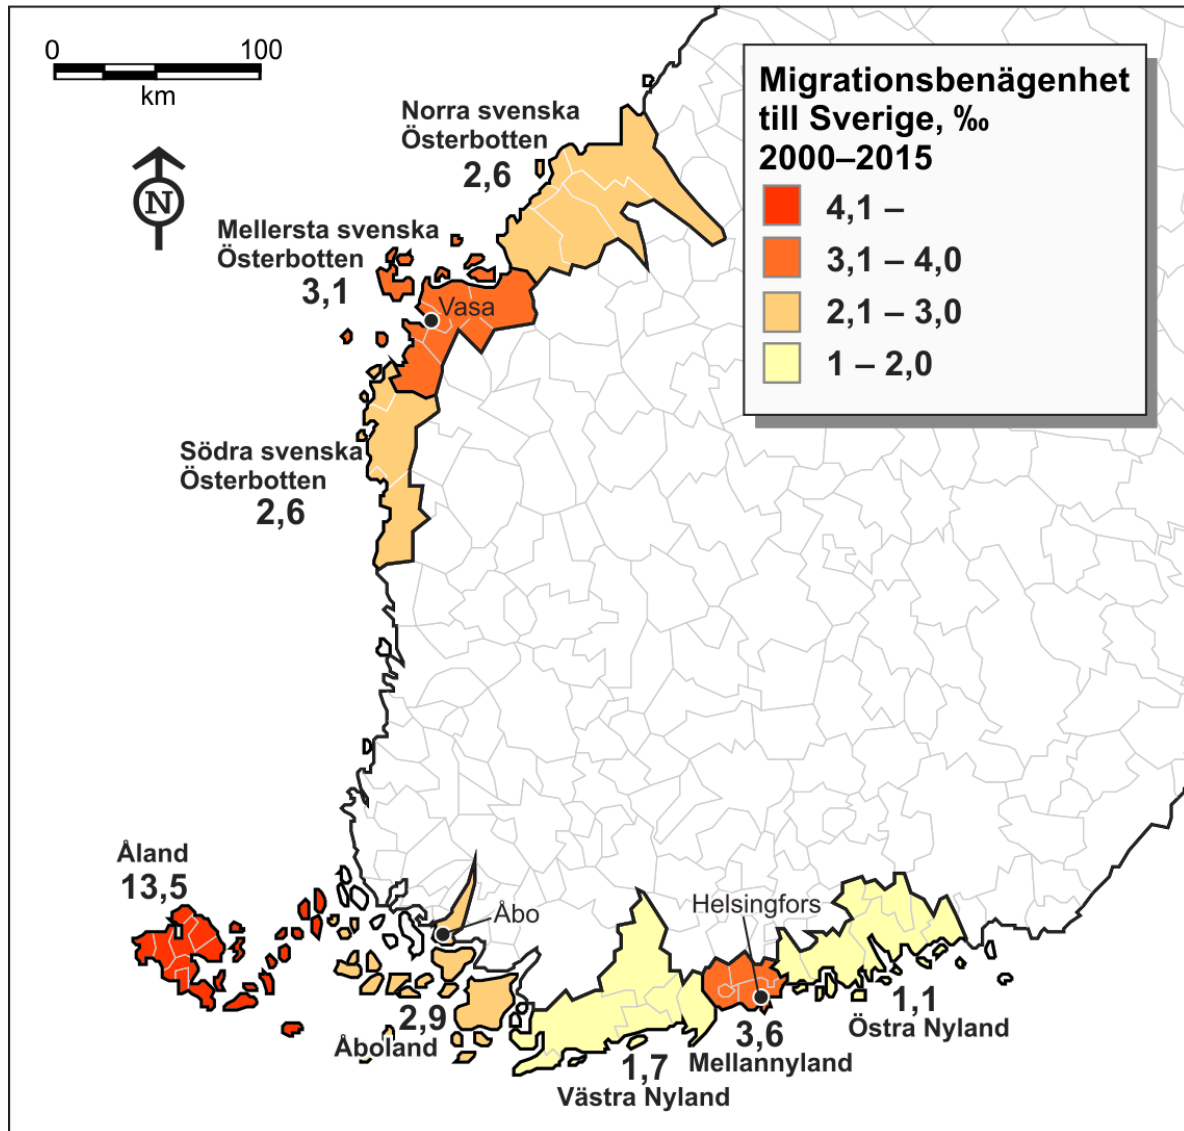 0 100
km
N
Migrationsbenägenhet
till Sverige, ‰
2000–2015
4,1 –
3,1 – 4,0
2,1 – 3,0
1 – 2,0
Norra svenska
Österbotten
2,6
Mellersta svenska
Österbotten
3,1
Vasa
Södra svenska
Österbotten
2,6
Åland
13,5
Åbo
2,9
Åboland
Helsingfors
1,1
Östra Nyland
3,6
Mellannyland
1,7
Västra Nyland